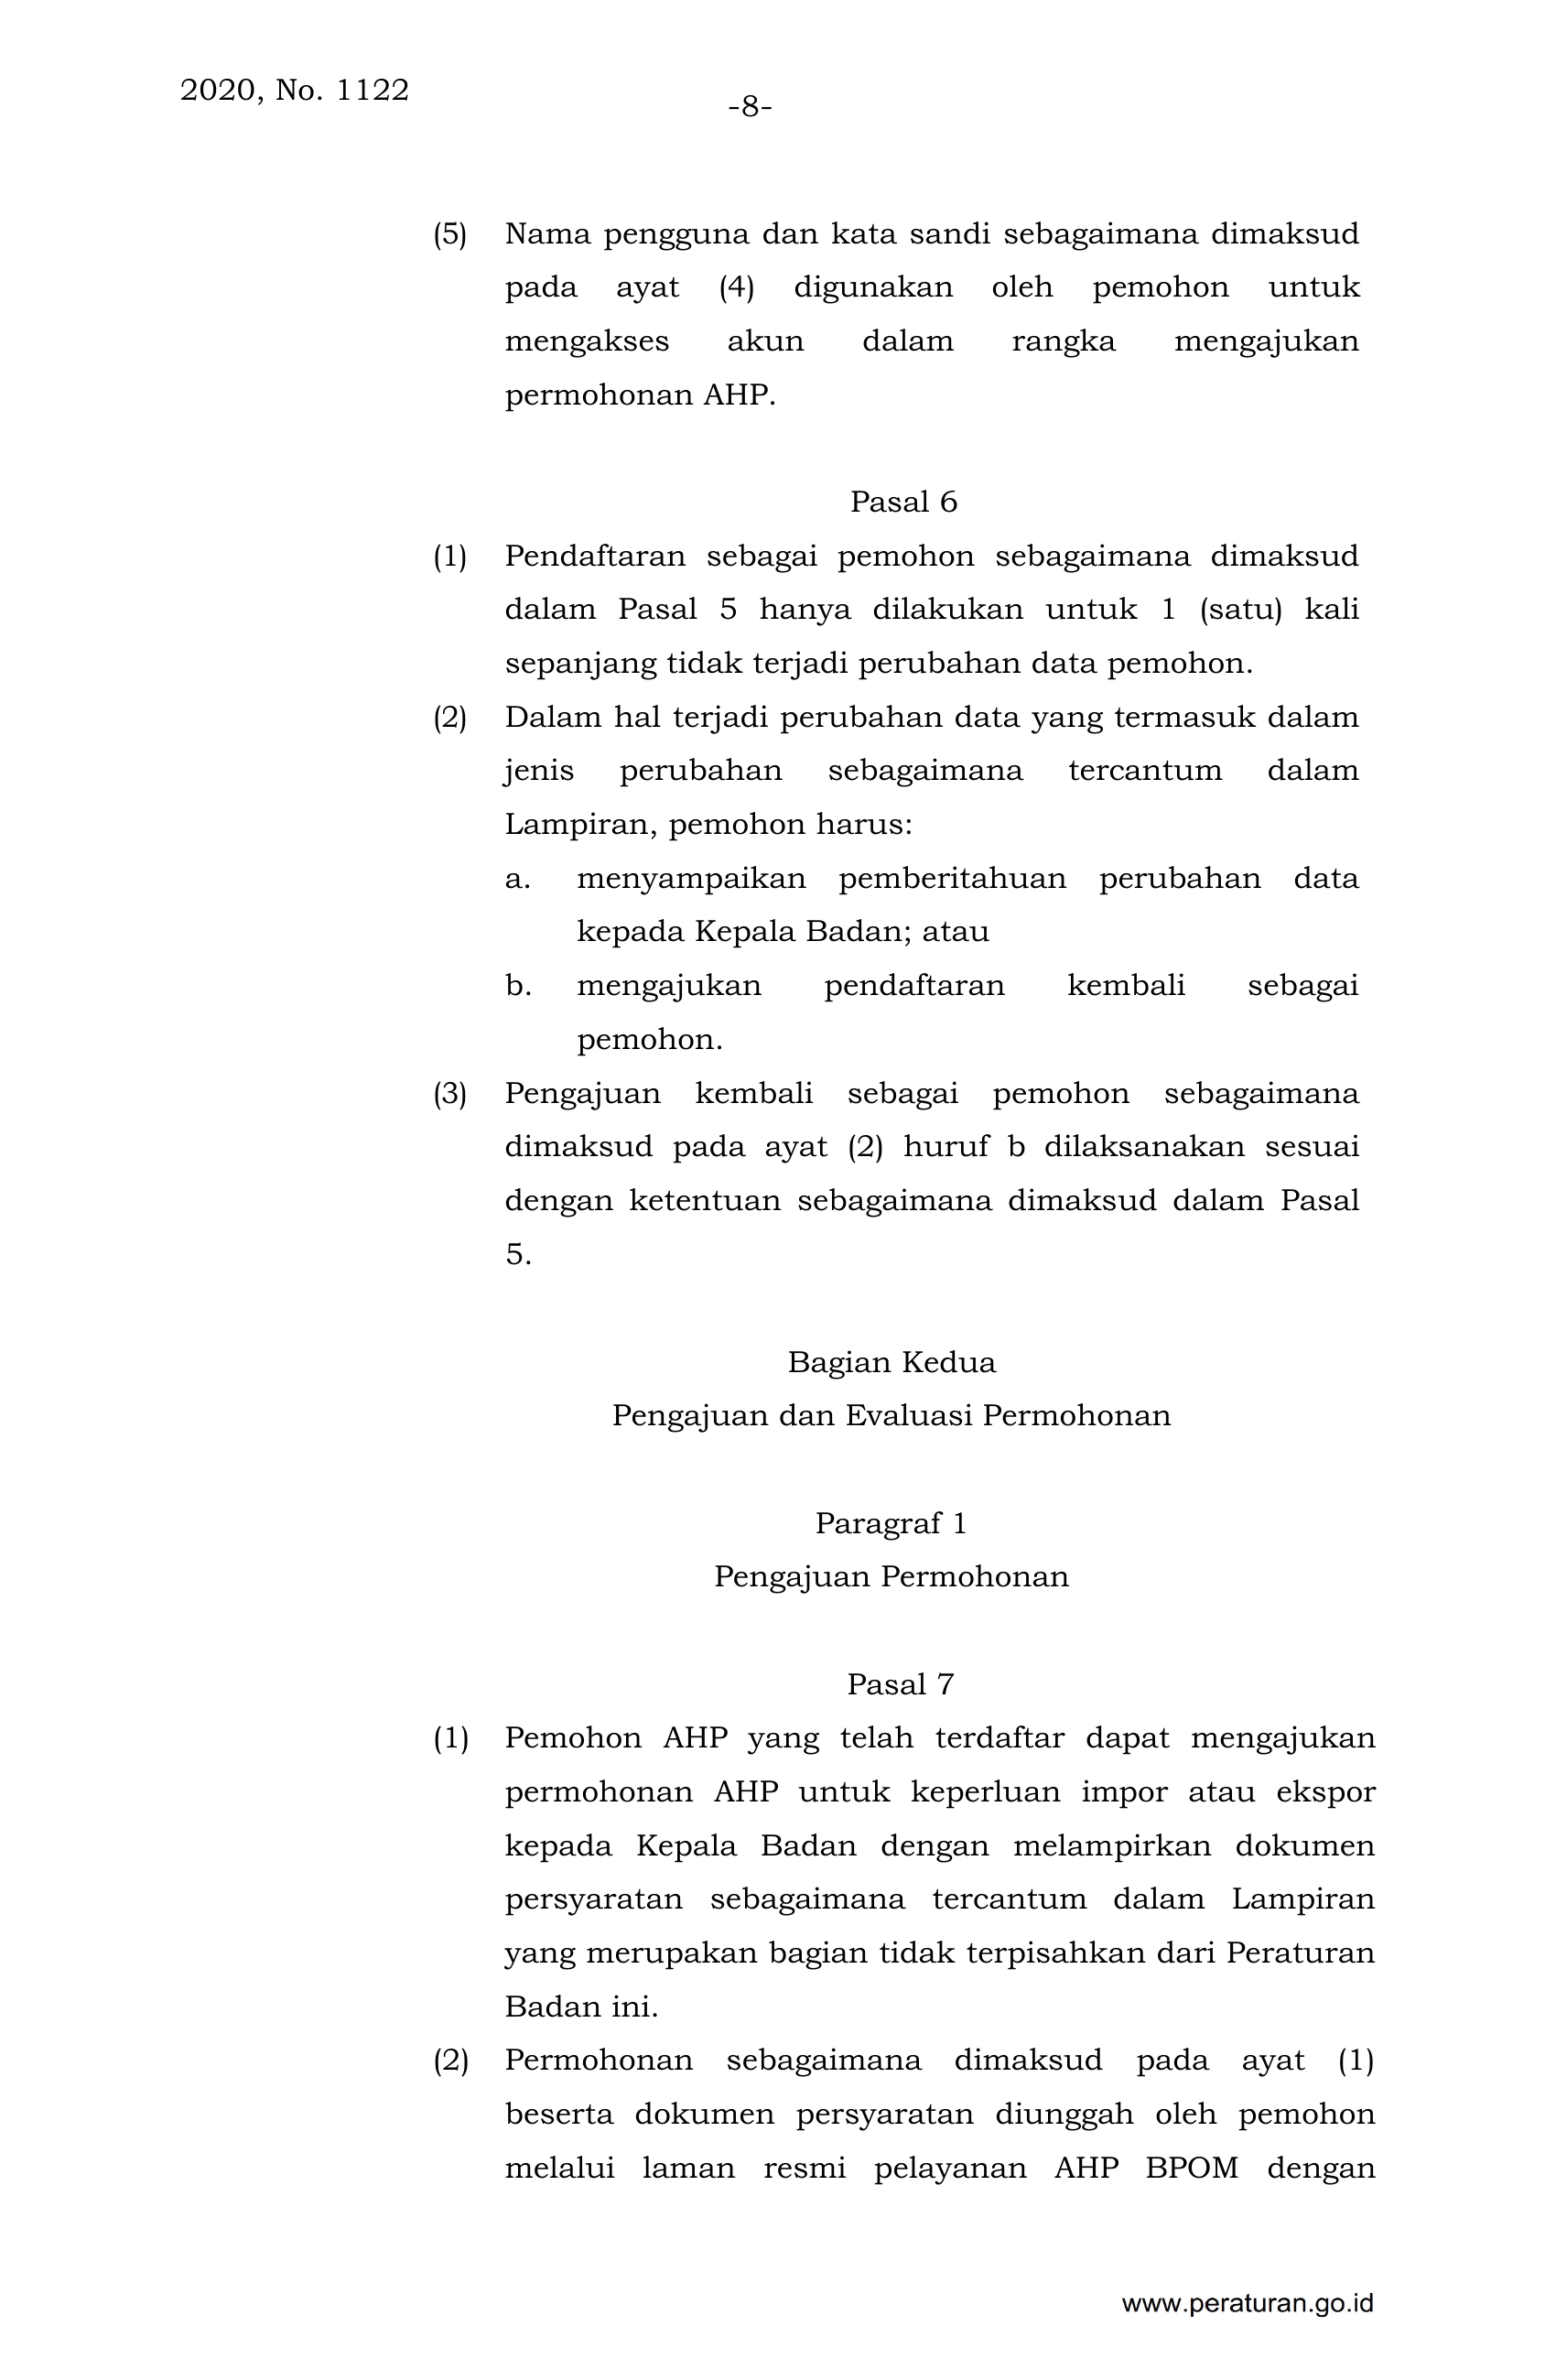 2020, No. 1122
-8-
(5) Nama pengguna dan kata sandi sebagaimana dimaksud
pada ayat (4) digunakan oleh pemohon untuk
mengakses akun dalam rangka mengajukan
permohonan AHP.
Pasal 6
(1) Pendaftaran sebagai pemohon sebagaimana dimaksud
dalam Pasal 5 hanya dilakukan untuk 1 (satu) kali
sepanjang tidak terjadi perubahan data pemohon.
(2) Dalam hal terjadi perubahan data yang termasuk dalam
jenis perubahan sebagaimana tercantum dalam
Lampiran, pemohon harus:
a. menyampaikan pemberitahuan perubahan data
kepada Kepala Badan; atau
b. mengajukan pendaftaran kembali sebagai
pemohon.
(3) Pengajuan kembali sebagai pemohon sebagaimana
dimaksud pada ayat (2) huruf b dilaksanakan sesuai
dengan ketentuan sebagaimana dimaksud dalam Pasal
5.
Bagian Kedua
Pengajuan dan Evaluasi Permohonan
Paragraf 1
Pengajuan Permohonan
Pasal 7
(1) Pemohon AHP yang telah terdaftar dapat mengajukan
permohonan AHP untuk keperluan impor atau ekspor
kepada Kepala Badan dengan melampirkan dokumen
persyaratan sebagaimana tercantum dalam Lampiran
yang merupakan bagian tidak terpisahkan dari Peraturan
Badan ini.
(2) Permohonan sebagaimana dimaksud pada ayat (1)
beserta dokumen persyaratan diunggah oleh pemohon
melalui laman resmi pelayanan AHP BPOM dengan
www.peraturan.go.id